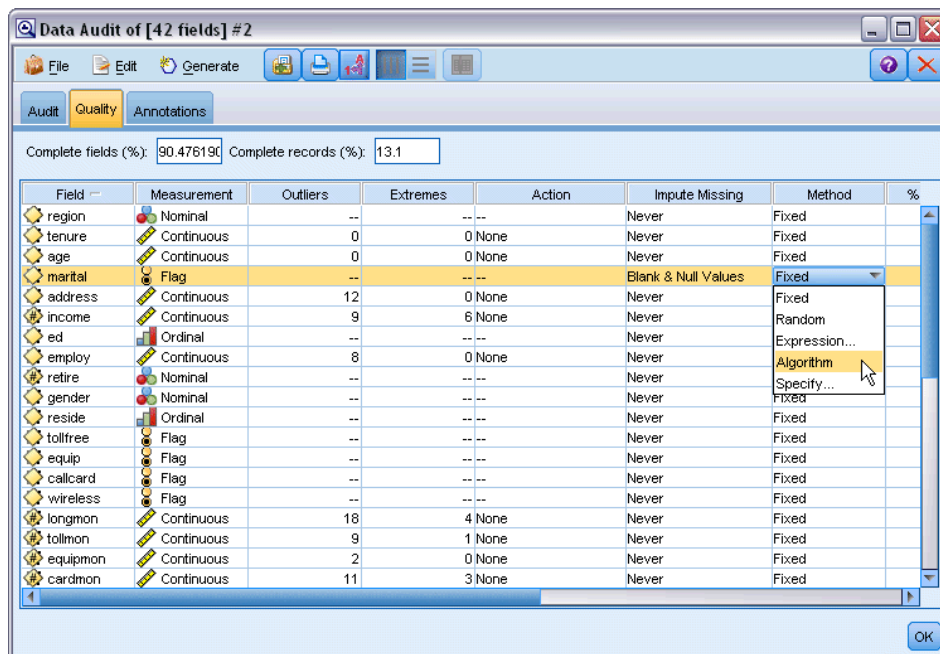 Data Audit of [42 fields] #2
File Edit Generate
Audit Quality Annotations
Complete fields (%): 90.476190 Complete records (%): 13.1
Field Measurement Outliers Extremes Action Impute Missing Method %
region Nominal -- -- -- Never Fixed
tenure Continuous 0 0 None Never Fixed
age Continuous 0 0 None Never Fixed
marital Flag -- -- -- Blank & Null Values Fixed
address Continuous 12 0 None Never Fixed
income Continuous 9 6 None Never Random
ed Ordinal -- -- -- Never Expression...
employ Continuous 8 0 None Never Algorithm
retire Nominal -- -- -- Never Specify...
gender Nominal -- -- -- Never Fixed
reside Ordinal -- -- -- Never Fixed
tollfree Flag -- -- -- Never Fixed
equip Flag -- -- -- Never Fixed
callcard Flag -- -- -- Never Fixed
wireless Flag -- -- -- Never Fixed
longmon Continuous 18 4 None Never Fixed
tollmon Continuous 9 1 None Never Fixed
equipmon Continuous 2 0 None Never Fixed
cardmon Continuous 11 3 None Never Fixed
OK